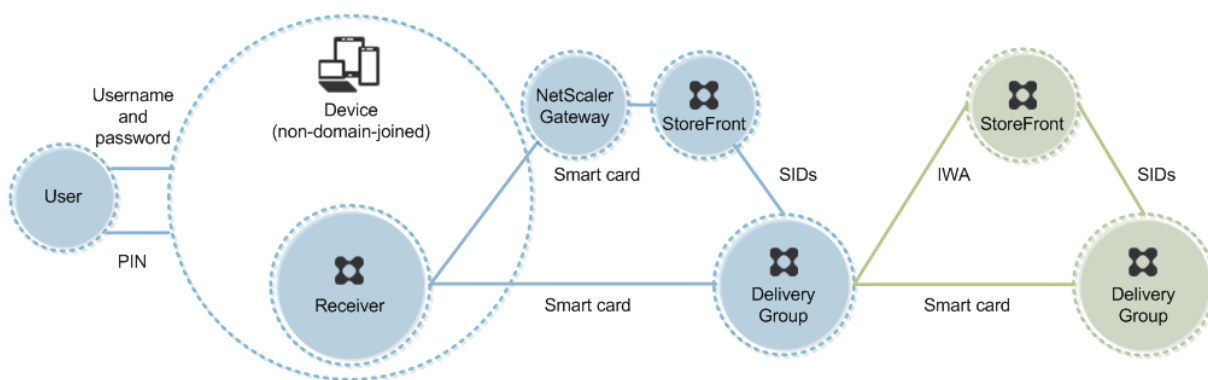 Username
and
password
User
PIN
Device
(non-domain-joined)
Receiver
NetScaler
Gateway
StoreFront
Smart card
SIDs
Smart card
Delivery
Group
StoreFront
IWA
SIDs
Smart card
Delivery
Group